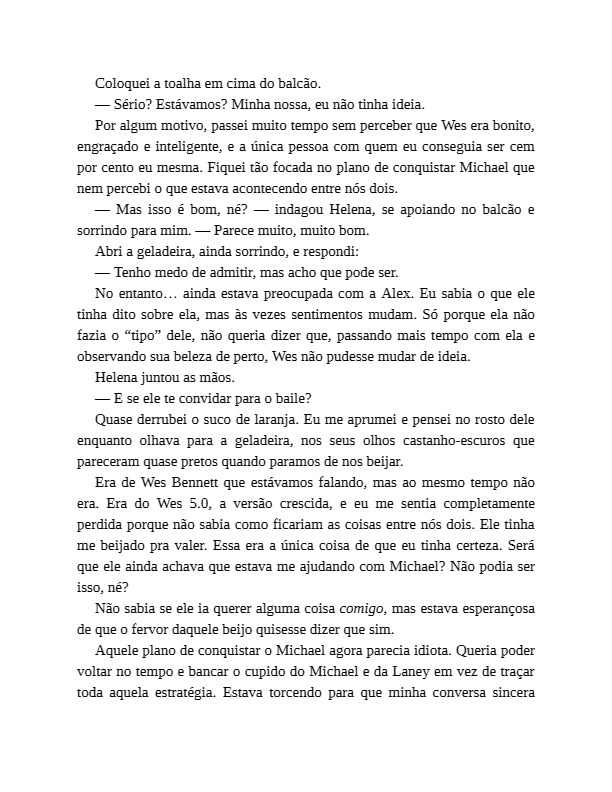 Coloquei a toalha em cima do balcão.
— Sério? Estávamos? Minha nossa, eu não tinha ideia.
Por algum motivo, passei muito tempo sem perceber que Wes era bonito,
engraçado e inteligente, e a única pessoa com quem eu conseguia ser cem
por cento eu mesma. Fiquei tão focada no plano de conquistar Michael que
nem percebi o que estava acontecendo entre nós dois.
— Mas isso é bom, né? — indagou Helena, se apoiando no balcão e
sorrindo para mim. — Parece muito, muito bom.
Abri a geladeira, ainda sorrindo, e respondi:
— Tenho medo de admitir, mas acho que pode ser.
No entanto… ainda estava preocupada com a Alex. Eu sabia o que ele
tinha dito sobre ela, mas às vezes sentimentos mudam. Só porque ela não
fazia o “tipo” dele, não queria dizer que, passando mais tempo com ela e
observando sua beleza de perto, Wes não pudesse mudar de ideia.
Helena juntou as mãos.
— E se ele te convidar para o baile?
Quase derrubei o suco de laranja. Eu me aprumei e pensei no rosto dele
enquanto olhava para a geladeira, nos seus olhos castanho-escuros que
pareceram quase pretos quando paramos de nos beijar.
Era de Wes Bennett que estávamos falando, mas ao mesmo tempo não
era. Era do Wes 5.0, a versão crescida, e eu me sentia completamente
perdida porque não sabia como ficariam as coisas entre nós dois. Ele tinha
me beijado pra valer. Essa era a única coisa de que eu tinha certeza. Será
que ele ainda achava que estava me ajudando com Michael? Não podia ser
isso, né?
Não sabia se ele ia querer alguma coisa comigo, mas estava esperançosa
de que o fervor daquele beijo quisesse dizer que sim.
Aquele plano de conquistar o Michael agora parecia idiota. Queria poder
voltar no tempo e bancar o cupido do Michael e da Laney em vez de traçar
toda aquela estratégia. Estava torcendo para que minha conversa sincera